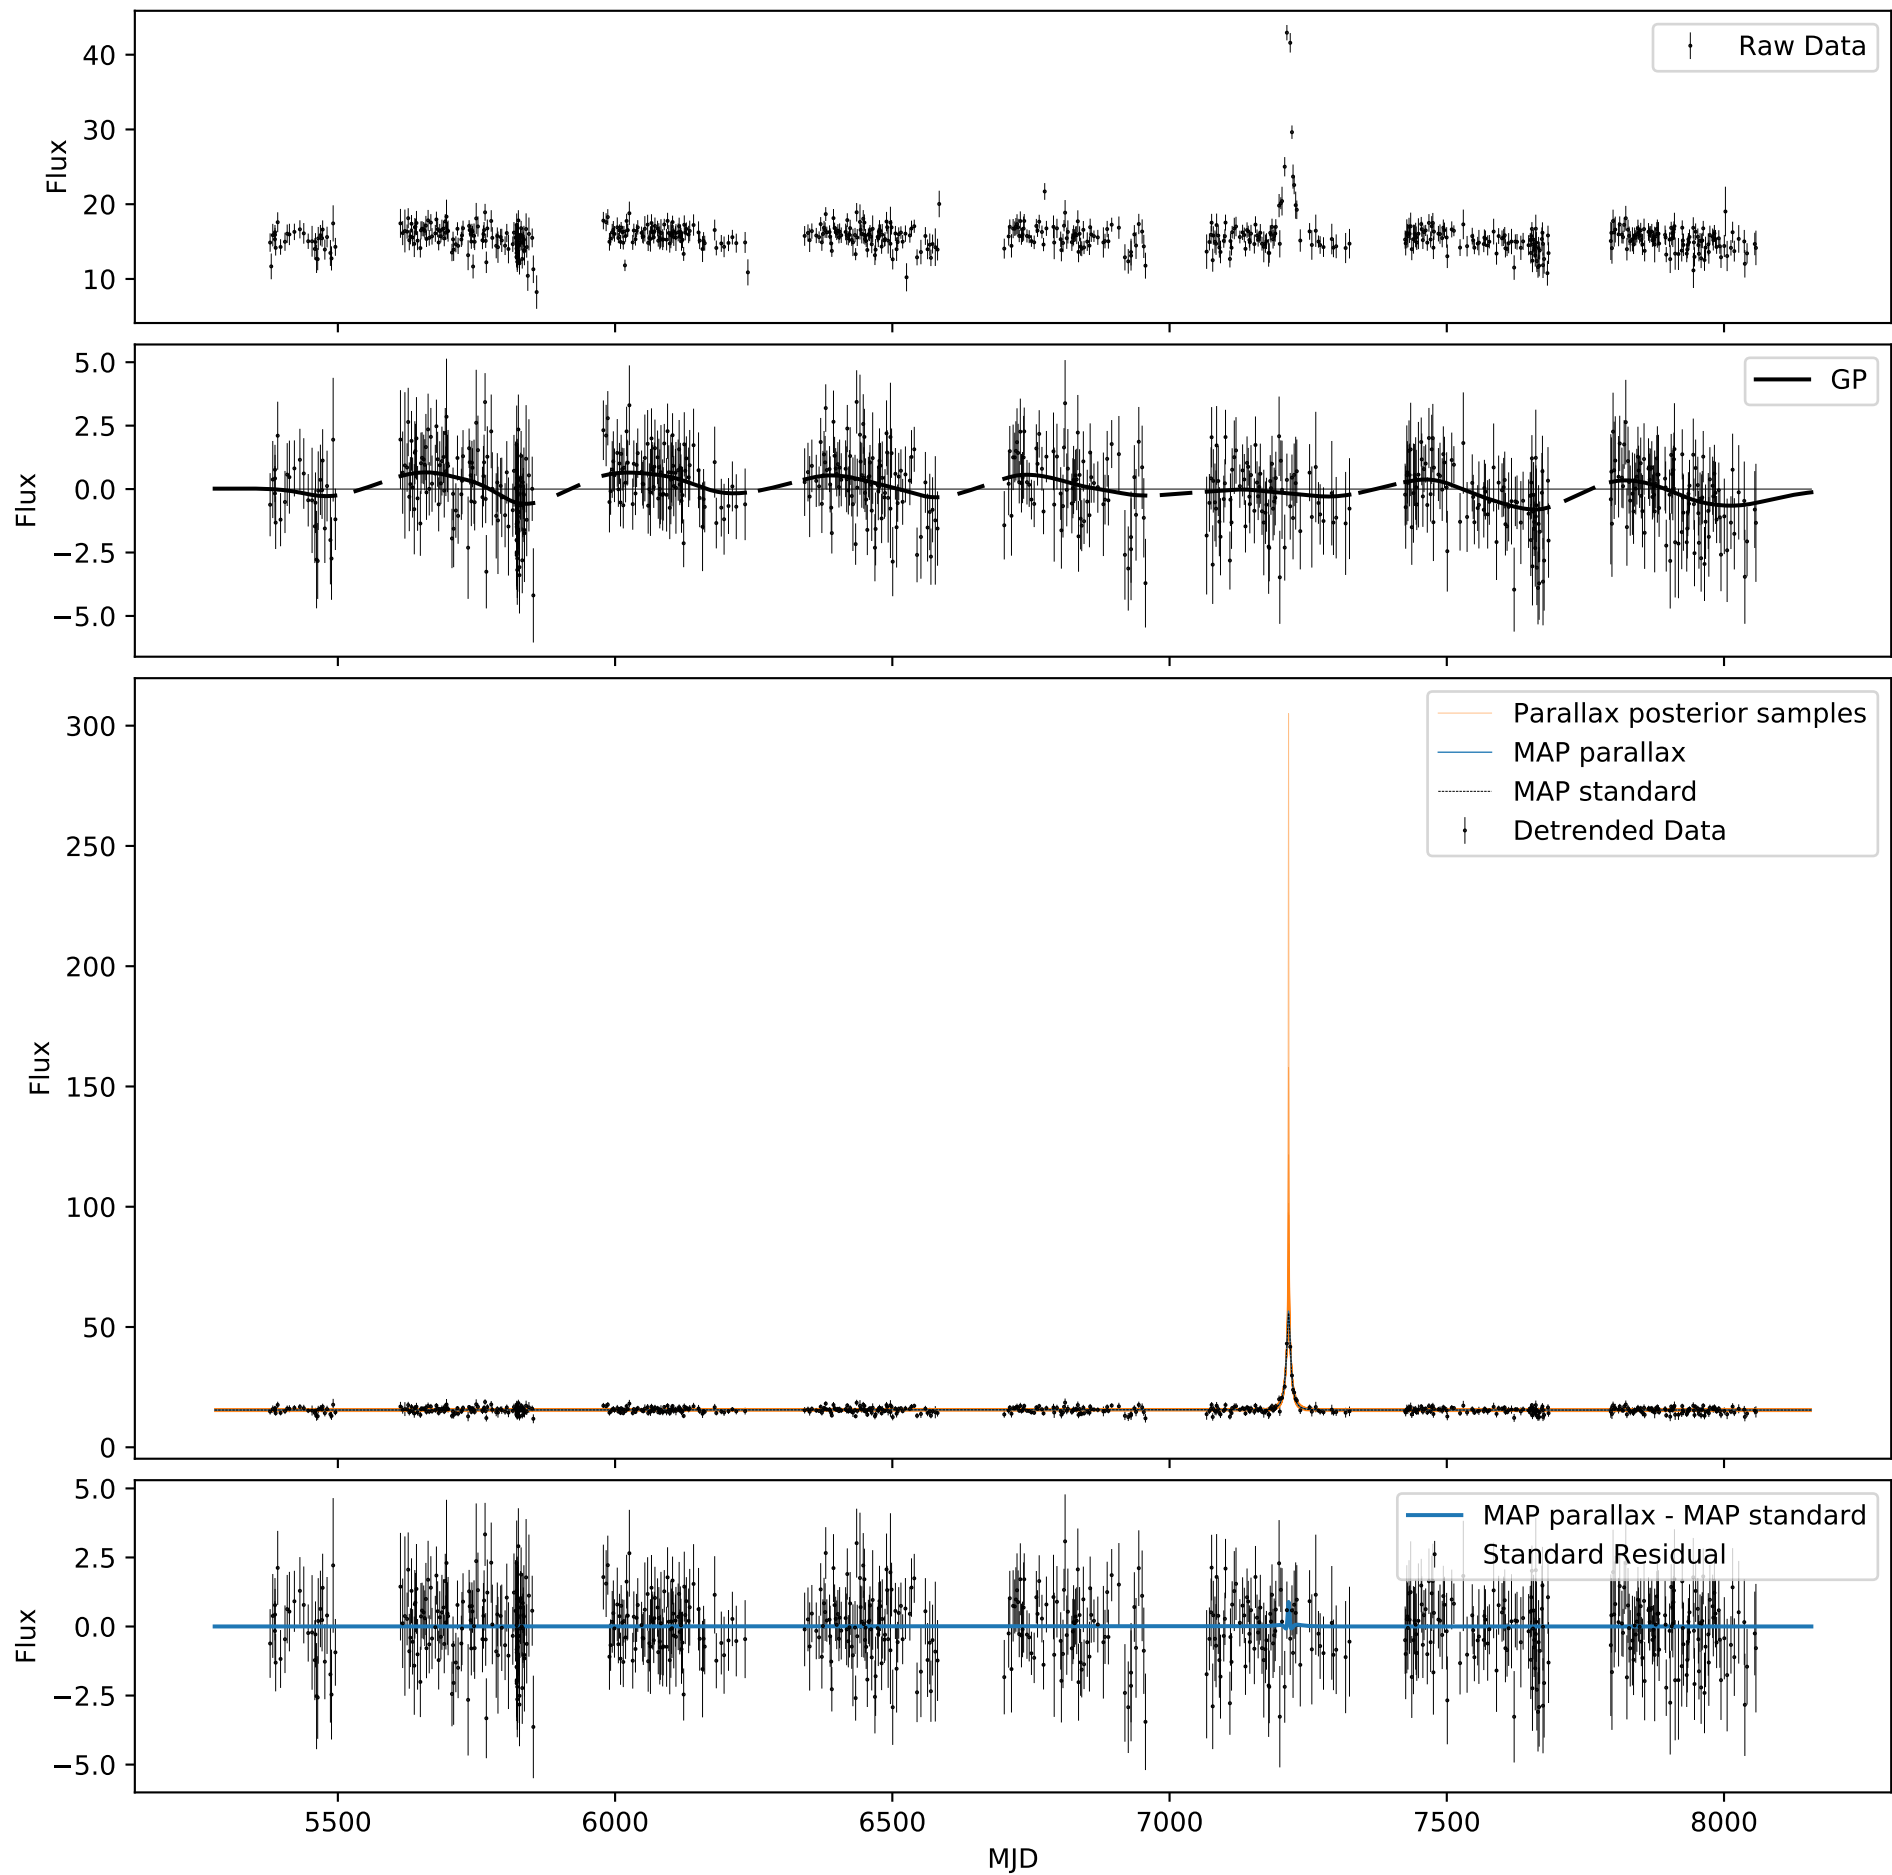 40
30
20
10
Flux
Raw Data
5.0
2.5
0.0
−2.5
−5.0
Flux
GP
300
250
200
150
100
50
0
Flux
Parallax posterior samples
MAP parallax
MAP standard
Detrended Data
5.0
2.5
0.0
−2.5
−5.0
Flux
MAP parallax - MAP standard
Standard Residual
5500 6000 6500 7000 7500 8000
MJD